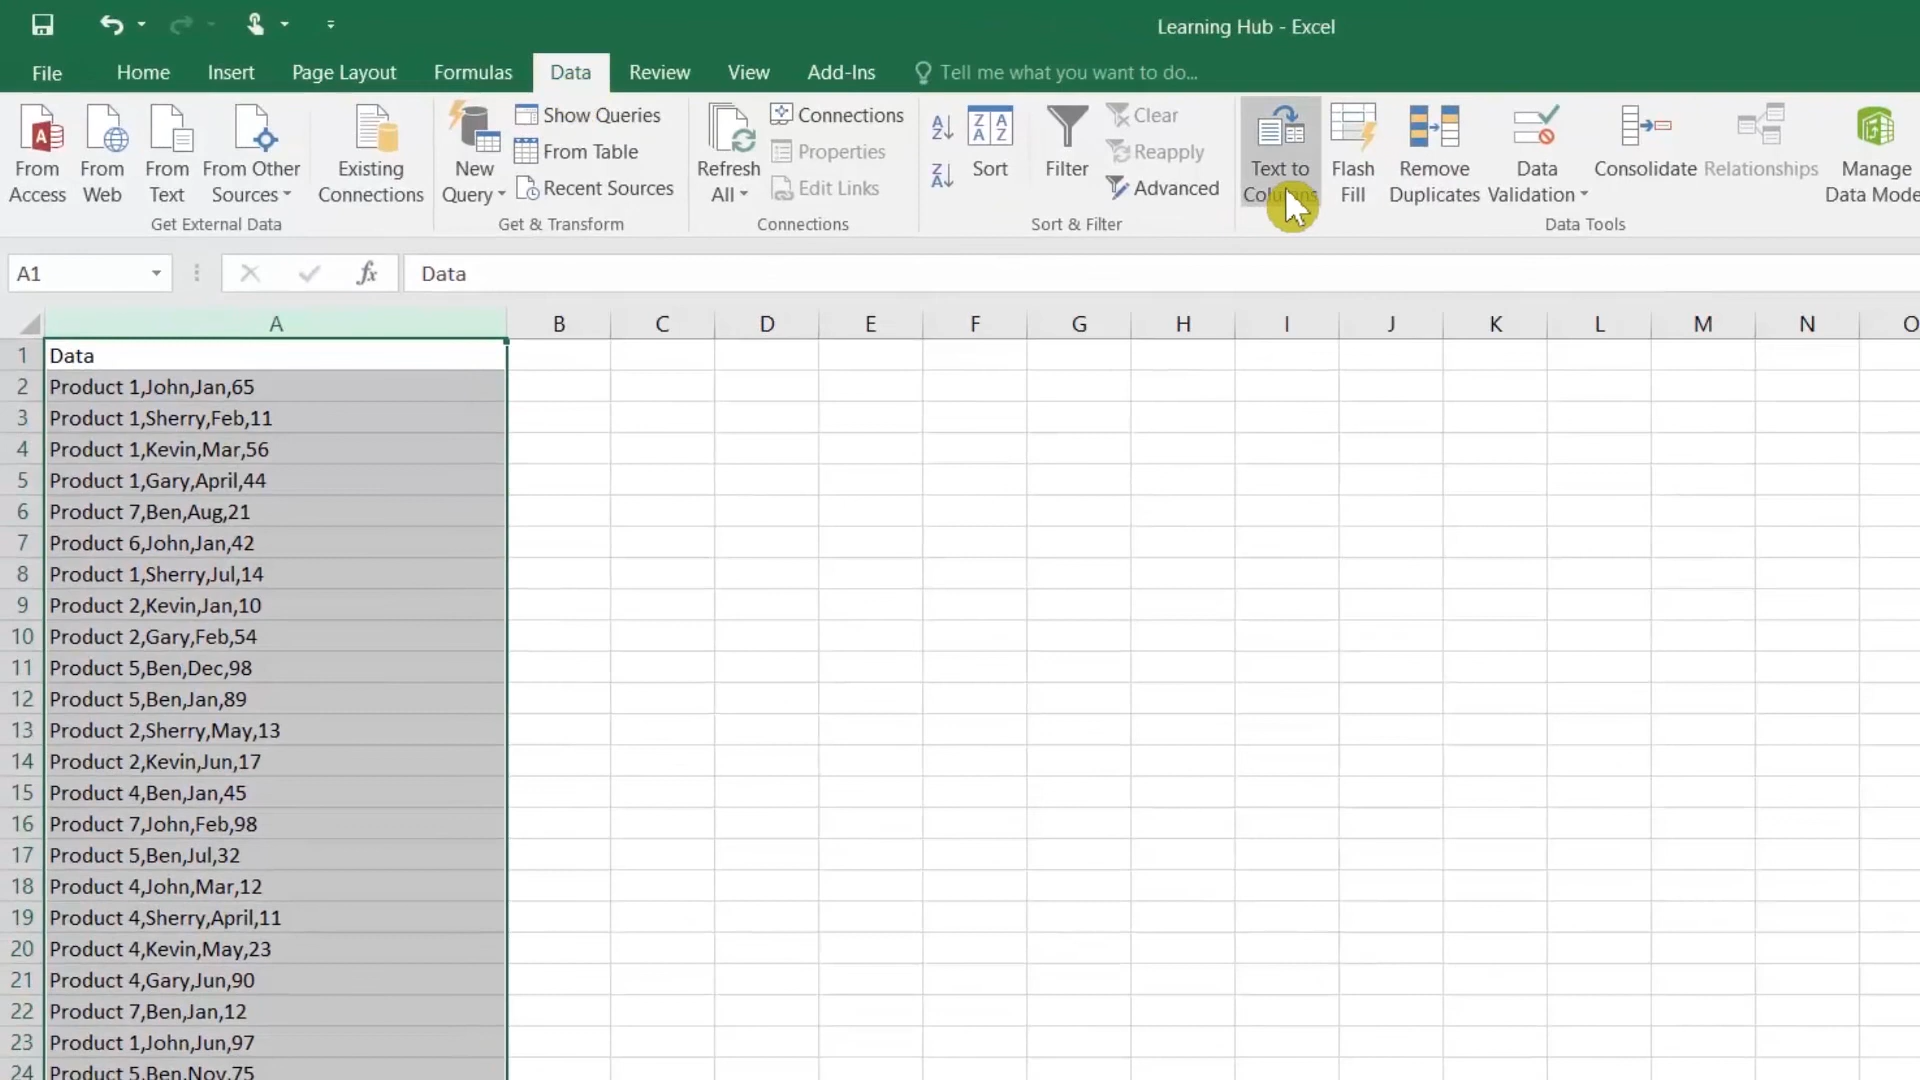 Learning Hub - Excel
File Home Insert Page Layout Formulas Data Review View Add-Ins Tell me what you want to do...
From Access
From Web
From Text
From Other Sources
Existing Connections
Get External Data
New Query
Show Queries
From Table
Recent Sources
Get & Transform
Refresh All
Connections
Properties
Edit Links
Connections
Sort
Filter
Clear
Reapply
Advanced
Sort & Filter
Text to Columns
Flash Fill
Remove Duplicates
Data Validation
Consolidate
Relationships
Manage Data Mode
Data Tools
A1 fx Data
A B C D E F G H I J K L M N O
1 Data
2 Product 1,John,Jan,65
3 Product 1,Sherry,Feb,11
4 Product 1,Kevin,Mar,56
5 Product 1,Gary,April,44
6 Product 7,Ben,Aug,21
7 Product 6,John,Jan,42
8 Product 1,Sherry,Jul,14
9 Product 2,Kevin,Jan,10
10 Product 2,Gary,Feb,54
11 Product 5,Ben,Dec,98
12 Product 5,Ben,Jan,89
13 Product 2,Sherry,May,13
14 Product 2,Kevin,Jun,17
15 Product 4,Ben,Jan,45
16 Product 7,John,Feb,98
17 Product 5,Ben,Jul,32
18 Product 4,John,Mar,12
19 Product 4,Sherry,April,11
20 Product 4,Kevin,May,23
21 Product 4,Gary,Jun,90
22 Product 7,Ben,Jan,12
23 Product 1,John,Jun,97
24 Product 5,Ben,Nov,75